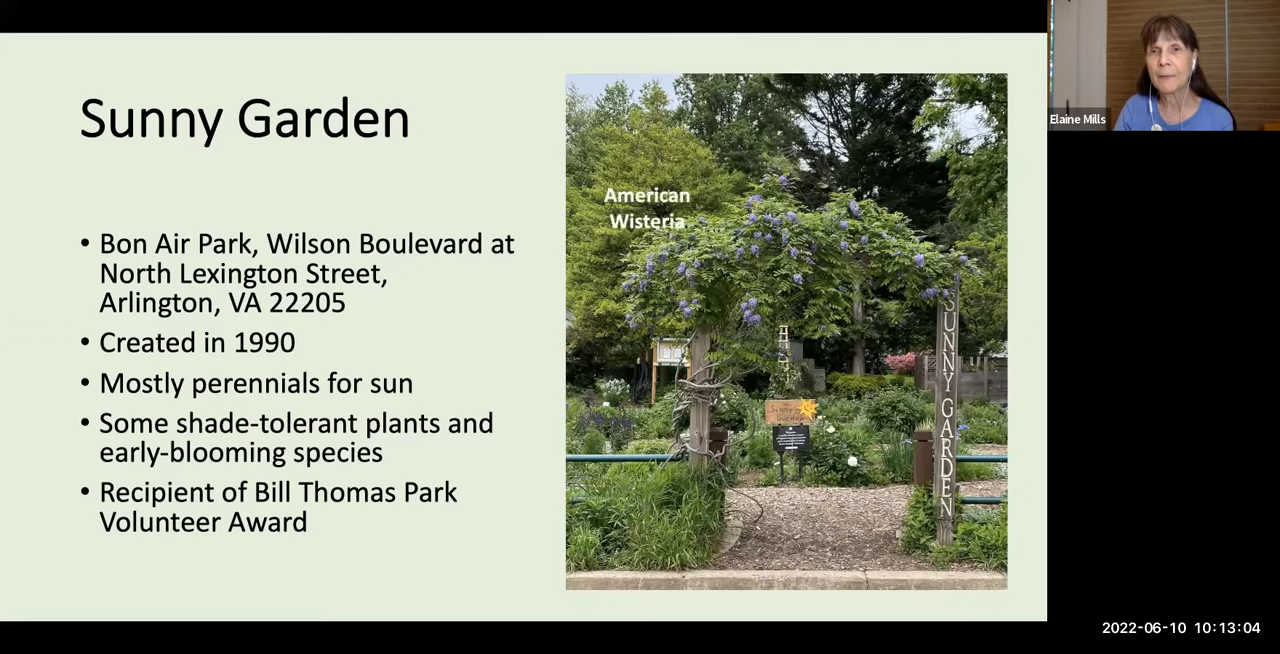 Sunny Garden
• Bon Air Park, Wilson Boulevard at
North Lexington Street,
Arlington, VA 22205
• Created in 1990
• Mostly perennials for sun
• Some shade-tolerant plants and
early-blooming species
• Recipient of Bill Thomas Park
Volunteer Award
American
Wisteria
Sunny
Garden
SUNNY GARDEN
Elaine Mills
2022-06-10 10:13:04